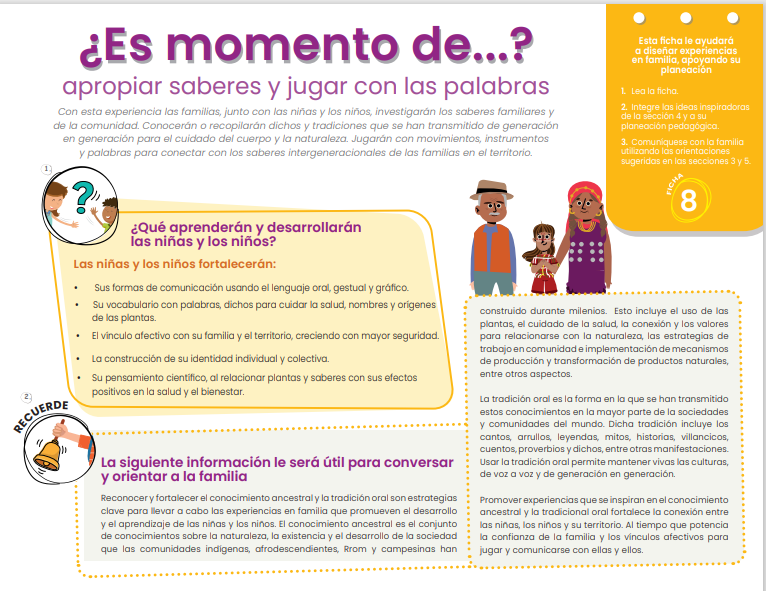 ¿Es momento de...?
apropiar saberes y jugar con las palabras
Con esta experiencia las familias, junto con las niñas y los niños, investigarán los saberes familiares y
de la comunidad. Conocerán o recopilarán dichos y tradiciones que se han transmitido de generación
en generación para el cuidado del cuerpo y la naturaleza. Jugarán con movimientos, instrumentos
y palabras para conectar con los saberes intergeneracionales de las familias en el territorio.
Esta ficha le ayudará
a diseñar experiencias
en familia, apoyando su
planeación
1. Lea la ficha.
2. Integre las ideas inspiradoras
de la sección 4 y a su
planeación pedagógica.
3. Comuníquese con la familia
utilizando las orientaciones
sugeridas en las secciones 3 y 5.
FICHA
8
1
?
¿Qué aprenderán y desarrollarán
las niñas y los niños?
Las niñas y los niños fortalecerán:
• Sus formas de comunicación usando el lenguaje oral, gestual y gráfico.
• Su vocabulario con palabras, dichos para cuidar la salud, nombres y orígenes
de las plantas.
• El vínculo afectivo con su familia y el territorio, creciendo con mayor seguridad.
• La construcción de su identidad individual y colectiva.
• Su pensamiento científico, al relacionar plantas y saberes con sus efectos
positivos en la salud y el bienestar.
2
RECUERDE
La siguiente información le será útil para conversar
y orientar a la familia
Reconocer y fortalecer el conocimiento ancestral y la tradición oral son estrategias
clave para llevar a cabo las experiencias en familia que promueven el desarrollo
y el aprendizaje de las niñas y los niños. El conocimiento ancestral es el conjunto
de conocimientos sobre la naturaleza, la existencia y el desarrollo de la sociedad
que las comunidades indígenas, afrodescendientes, Rrom y campesinas han
construido durante milenios. Esto incluye el uso de las
plantas, el cuidado de la salud, la conexión y los valores
para relacionarse con la naturaleza, las estrategias de
trabajo en comunidad e implementación de mecanismos
de producción y transformación de productos naturales,
entre otros aspectos.
La tradición oral es la forma en la que se han transmitido
estos conocimientos en la mayor parte de la sociedades
y comunidades del mundo. Dicha tradición incluye los
cantos, arrullos, leyendas, mitos, historias, villancicos,
cuentos, proverbios y dichos, entre otras manifestaciones.
Usar la tradición oral permite mantener vivas las culturas,
de voz a voz y de generación en generación.
Promover experiencias que se inspiran en el conocimiento
ancestral y la tradicional oral fortalece la conexión entre
las niñas, los niños y su territorio. Al tiempo que potencia
la confianza de la familia y los vínculos afectivos para
jugar y comunicarse con ellas y ellos.